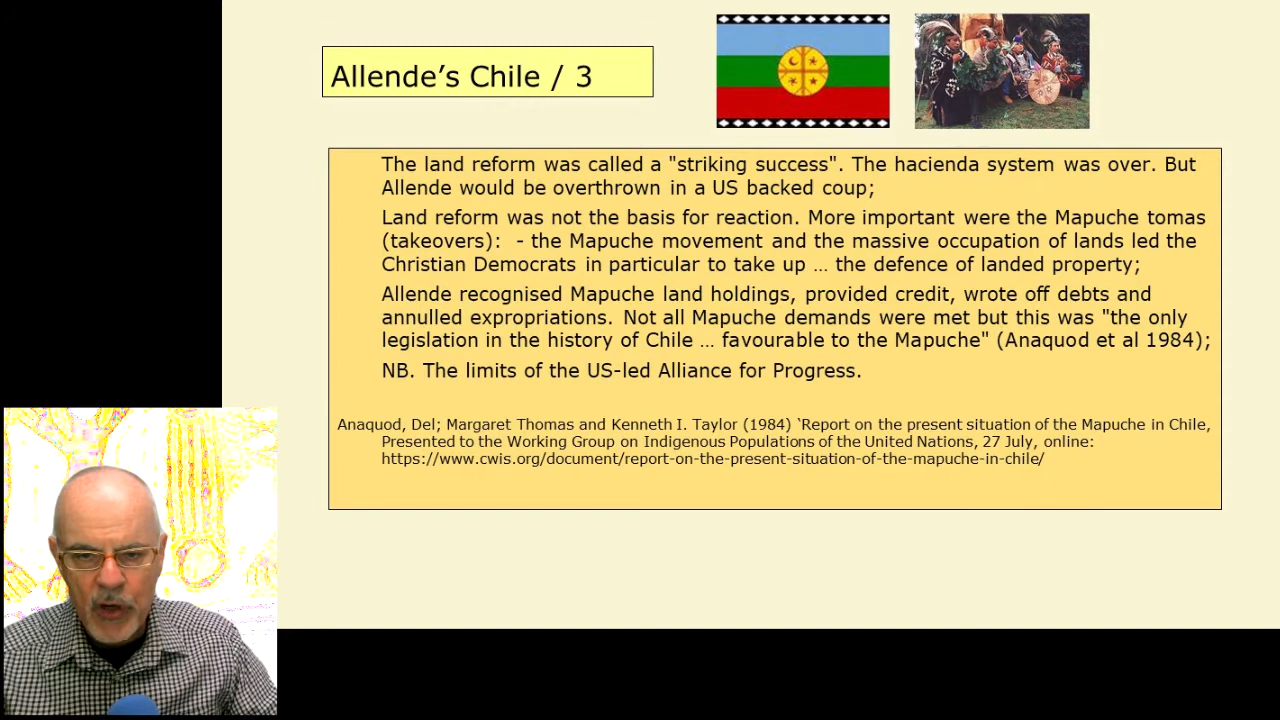 Allende’s Chile / 3
The land reform was called a "striking success". The hacienda system was over. But
Allende would be overthrown in a US backed coup;
Land reform was not the basis for reaction. More important were the Mapuche tomas
(takeovers):  - the Mapuche movement and the massive occupation of lands led the
Christian Democrats in particular to take up … the defence of landed property;
Allende recognised Mapuche land holdings, provided credit, wrote off debts and
annulled expropriations. Not all Mapuche demands were met but this was "the only
legislation in the history of Chile … favourable to the Mapuche" (Anaquod et al 1984);
NB. The limits of the US-led Alliance for Progress.
Anaquod, Del; Margaret Thomas and Kenneth I. Taylor (1984) ‘Report on the present situation of the Mapuche in Chile,
Presented to the Working Group on Indigenous Populations of the United Nations, 27 July, online:
https://www.cwis.org/document/report-on-the-present-situation-of-the-mapuche-in-chile/